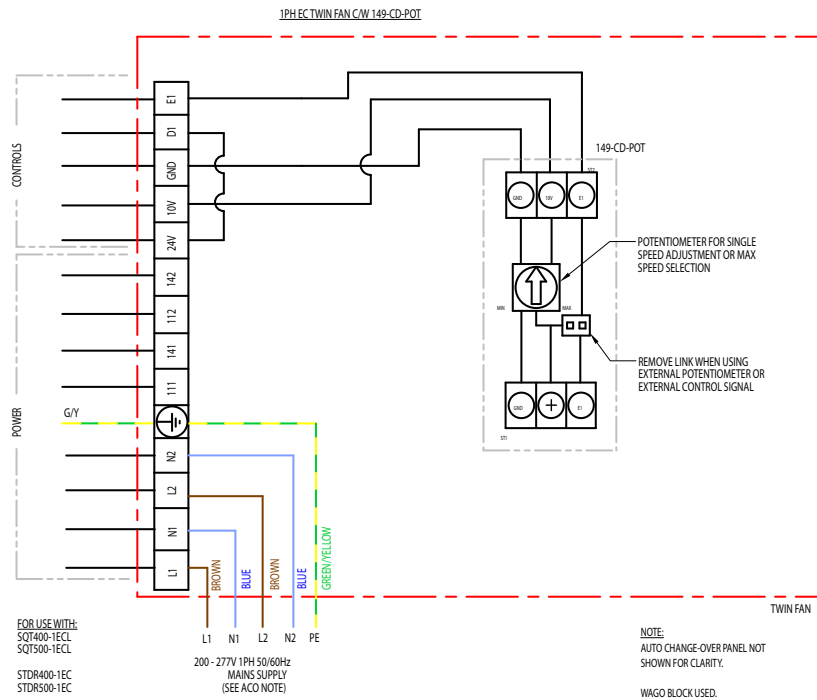 1PH EC TWIN FAN C/W 149-CD-POT
CONTROLS
E1
D1
GND
10V
24V
POWER
142
112
141
111
G/Y
N2
L2
N1
L1
149-CD-POT
ST2
GND
10V
E1
POTENTIOMETER FOR SINGLE
SPEED ADJUSTMENT OR MAX
SPEED SELECTION
MIN
MAX
REMOVE LINK WHEN USING
EXTERNAL POTENTIOMETER OR
EXTERNAL CONTROL SIGNAL
GND
+
E1
ST1
BROWN
BLUE
BROWN
BLUE
GREEN/YELLOW
L1 N1 L2 N2 PE
200 - 277V 1PH 50/60Hz
MAINS SUPPLY
(SEE ACO NOTE)
TWIN FAN
FOR USE WITH:
SQT400-1ECL
SQT500-1ECL
STDR400-1EC
STDR500-1EC
NOTE:
AUTO CHANGE-OVER PANEL NOT
SHOWN FOR CLARITY.
WAGO BLOCK USED.